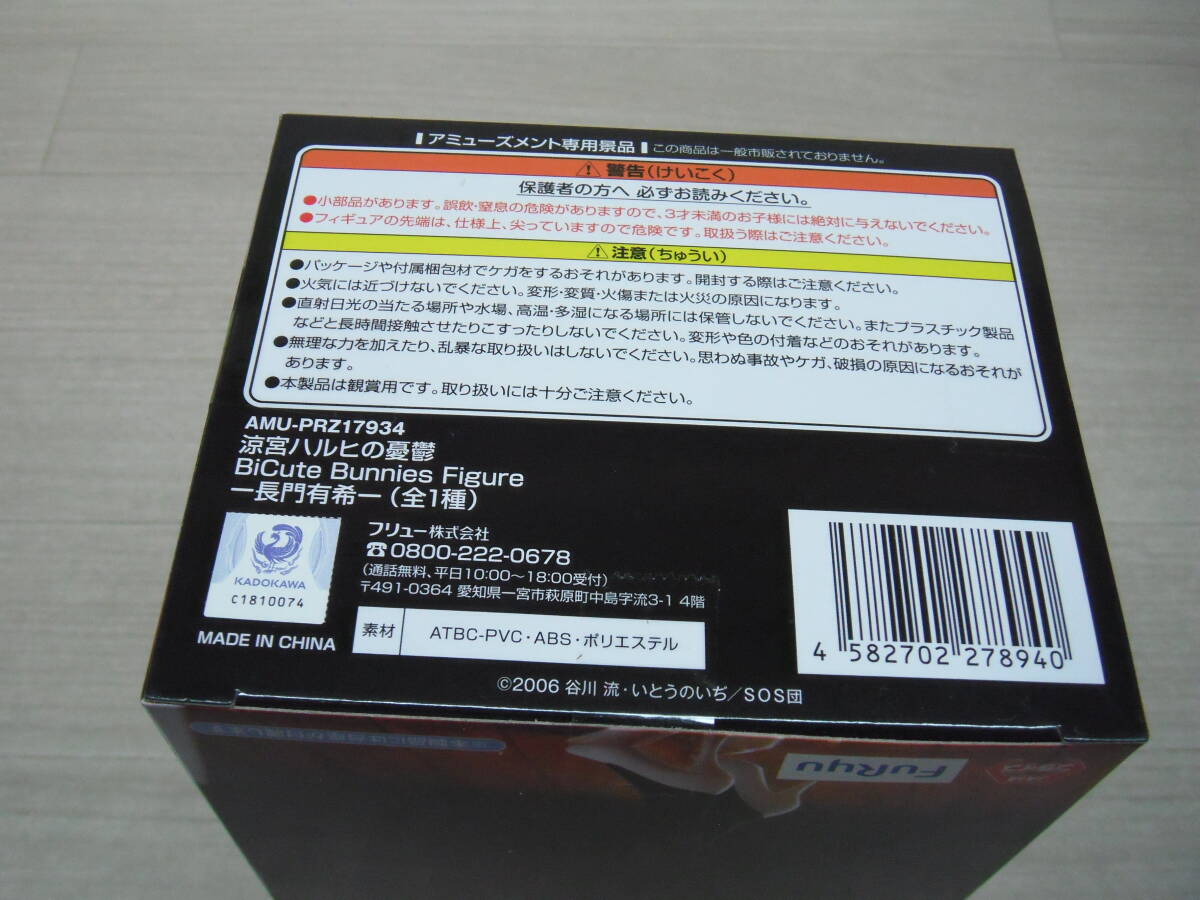 アミューズメント専用景品 この商品は一般市販されておりません。
⚠警告(けいこく)
保護者の方へ 必ずお読みください。
●小部品があります。誤飲・窒息の危険がありますので、3才未満のお子様には絶対に与えないでください。
●フィギュアの先端は、仕様上、尖っていますので危険です。取扱う際はご注意ください。
⚠注意(ちゅうい)
●パッケージや付属梱包材でケガをするおそれがあります。開封する際はご注意ください。
●火気には近づけないでください。変形・変質・火傷または火災の原因になります。
●直射日光の当たる場所や水場、高温・多湿になる場所には保管しないでください。またプラスチック製品
などと長時間接触させたりこすったりしないでください。変形や色の付着などのおそれがあります。
●無理な力を加えたり、乱暴な取り扱いはしないでください。思わぬ事故やケガ、破損の原因になるおそれが
あります。
●本製品は観賞用です。取り扱いには十分ご注意ください。
AMU-PRZ17934
涼宮ハルヒの憂鬱
BiCute Bunnies Figure
ー長門有希ー(全1種)
KADOKAWA
C1810074
MADE IN CHINA
フリュー株式会社
☎0800-222-0678
(通話無料、平日10:00〜18:00受付)
〒491-0364 愛知県一宮市萩原町中島字流3-1 4階
素材 ATBC-PVC・ABS・ポリエステル
4 582702 278940
©2006 谷川 流・いとうのいぢ/SOS団
FuRyu